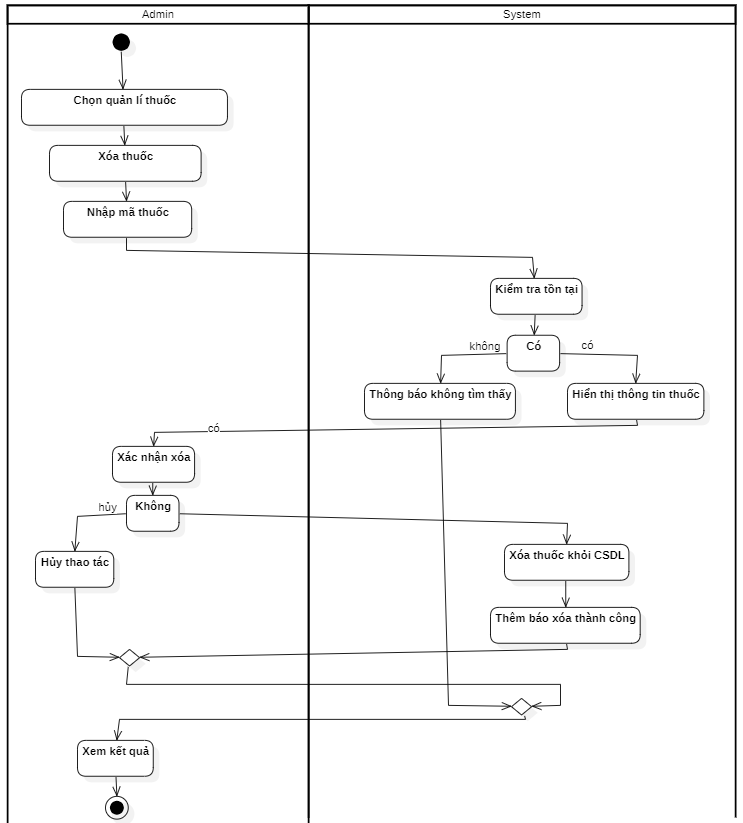 Admin
System
Chọn quản lí thuốc
Xóa thuốc
Nhập mã thuốc
Kiểm tra tồn tại
Có
không
có
Thông báo không tìm thấy
Hiển thị thông tin thuốc
có
Xác nhận xóa
Không
hủy
Hủy thao tác
Xóa thuốc khỏi CSDL
Thêm báo xóa thành công
Xem kết quả